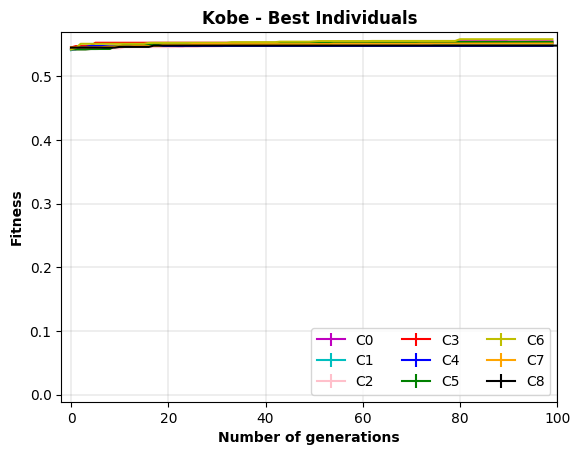 Kobe - Best Individuals
Fitness
0.5
0.4
0.3
0.2
0.1
0.0
C0 C3 C6
C1 C4 C7
C2 C5 C8
0 20 40 60 80 100
Number of generations